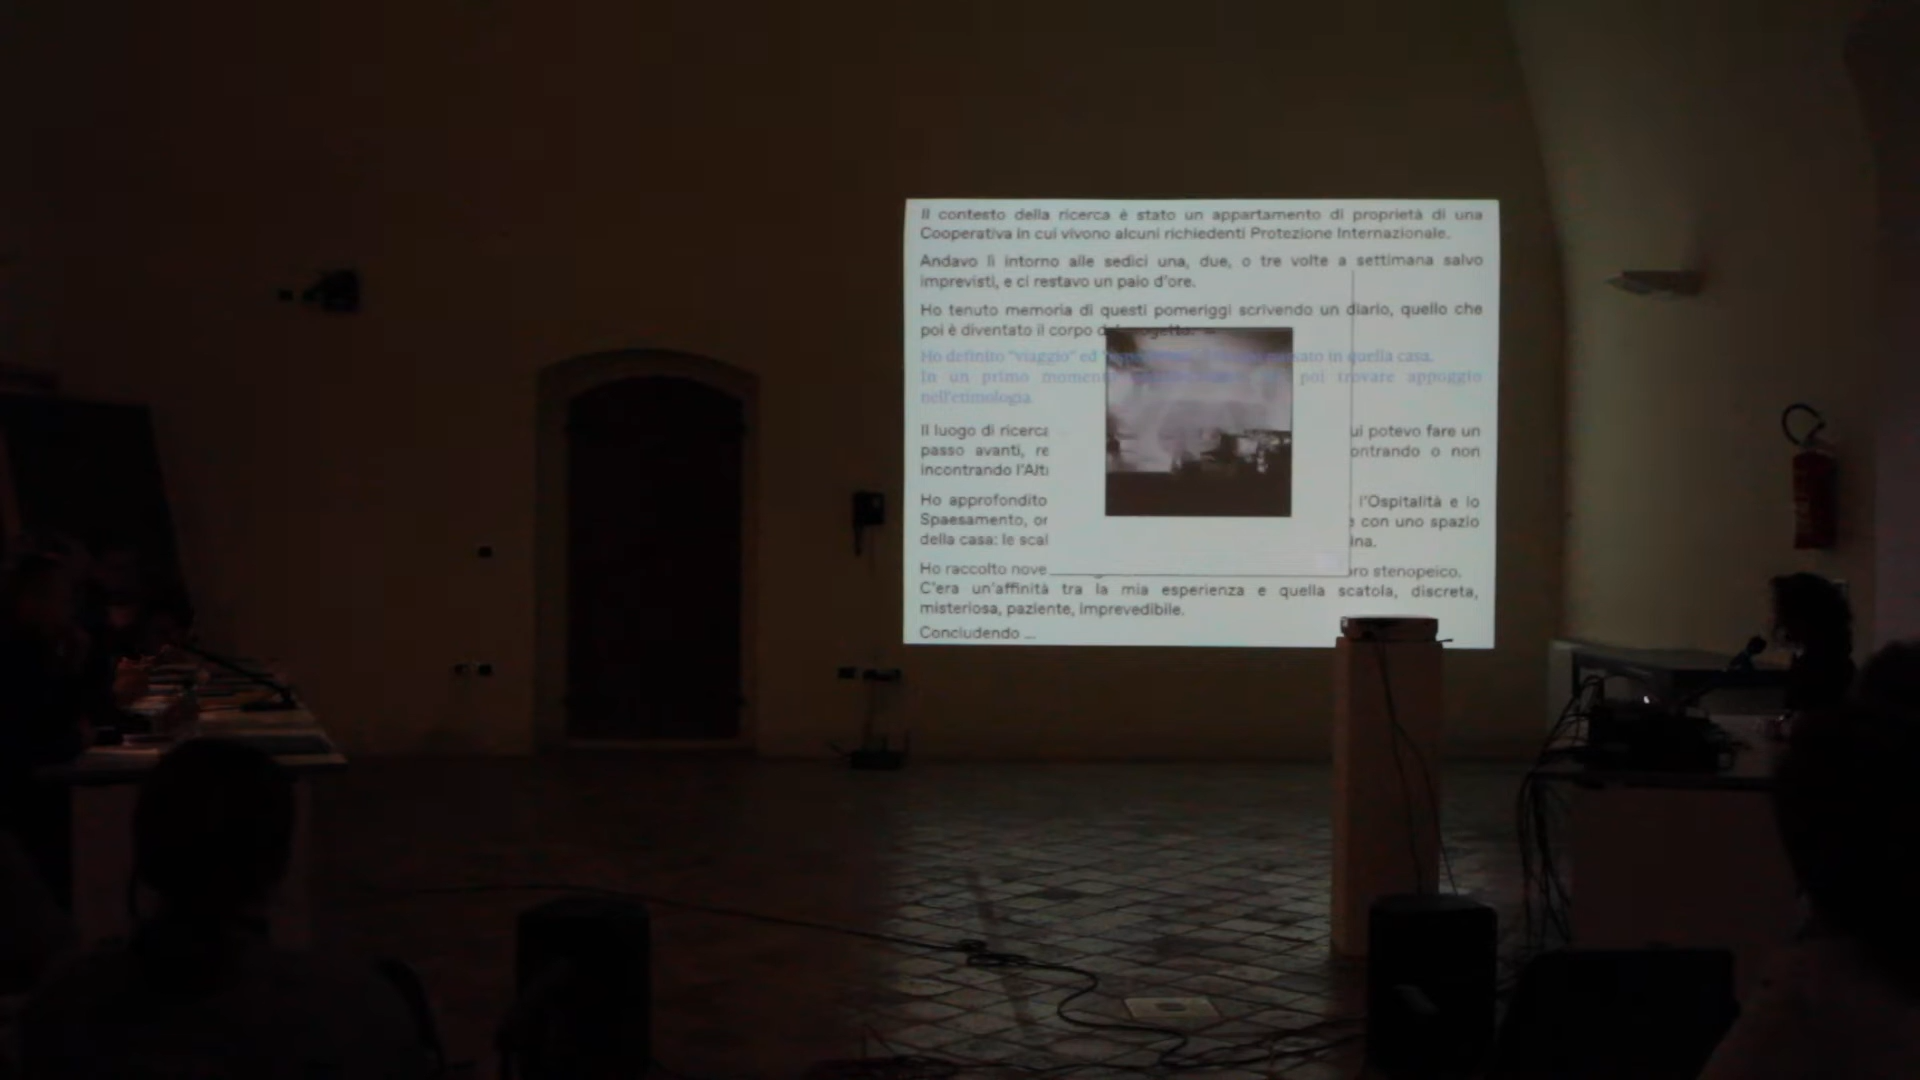 Il contesto della ricerca è stato un appartamento di proprietà di una
Cooperativa in cui vivono alcuni richiedenti Protezione Internazionale.
Andavo lì intorno alle sedici una, due, o tre volte a settimana salvo
imprevisti, e ci restavo un paio d'ore.
Ho tenuto memoria di questi pomeriggi scrivendo un diario, quello che
poi è diventato il corpo
Ho definito "viaggio" ed in quella casa.
In un primo poi trovare appoggio
nell'etimologia.
Il luogo di potevo fare un
passo avanti, o non
incontrando
Ho approfondito l'Ospitalità e lo
Spaesamento, con uno spazio
della casa: le
Ho raccolto nove stenopeico.
C'era un'affinità tra la mia esperienza e quella scatola, discreta,
misteriosa, paziente, imprevedibile.
Concludendo ...